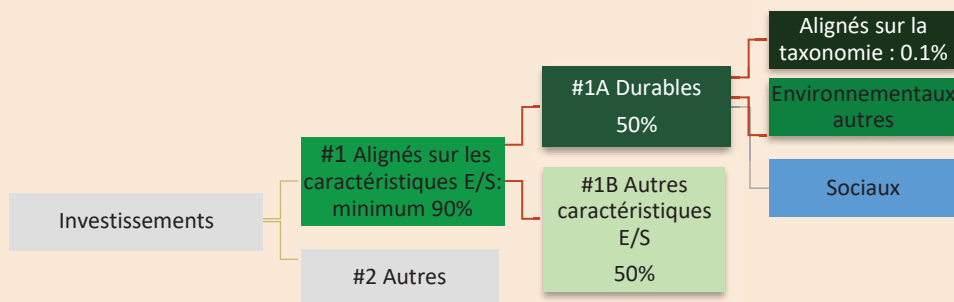 Investissements
#1 Alignés sur les
caractéristiques E/S:
minimum 90%
#2 Autres
#1A Durables
50%
#1B Autres
caractéristiques
E/S
50%
Alignés sur la
taxonomie : 0.1%
Environnementaux
autres
Sociaux